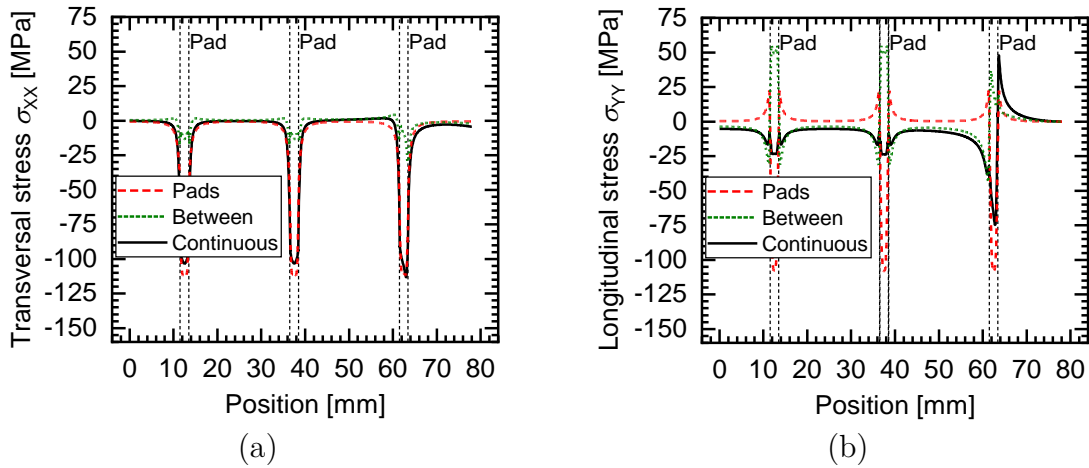 Transversal stress σXX [MPa]
75
50
25
0
-25
-50
-75
-100
-125
-150
Pad
Pad
Pad
Pads
Between
Continuous
0 10 20 30 40 50 60 70 80
Position [mm]
(a)
Longitudinal stress σYY [MPa]
75
50
25
0
-25
-50
-75
-100
-125
-150
Pad
Pad
Pad
Pads
Between
Continuous
0 10 20 30 40 50 60 70 80
Position [mm]
(b)